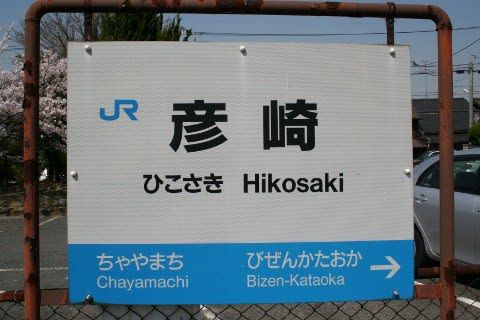 JR
彦崎
ひこさき Hikosaki
ちゃやまち びぜんかたおか →
Chayamachi Bizen-Kataoka